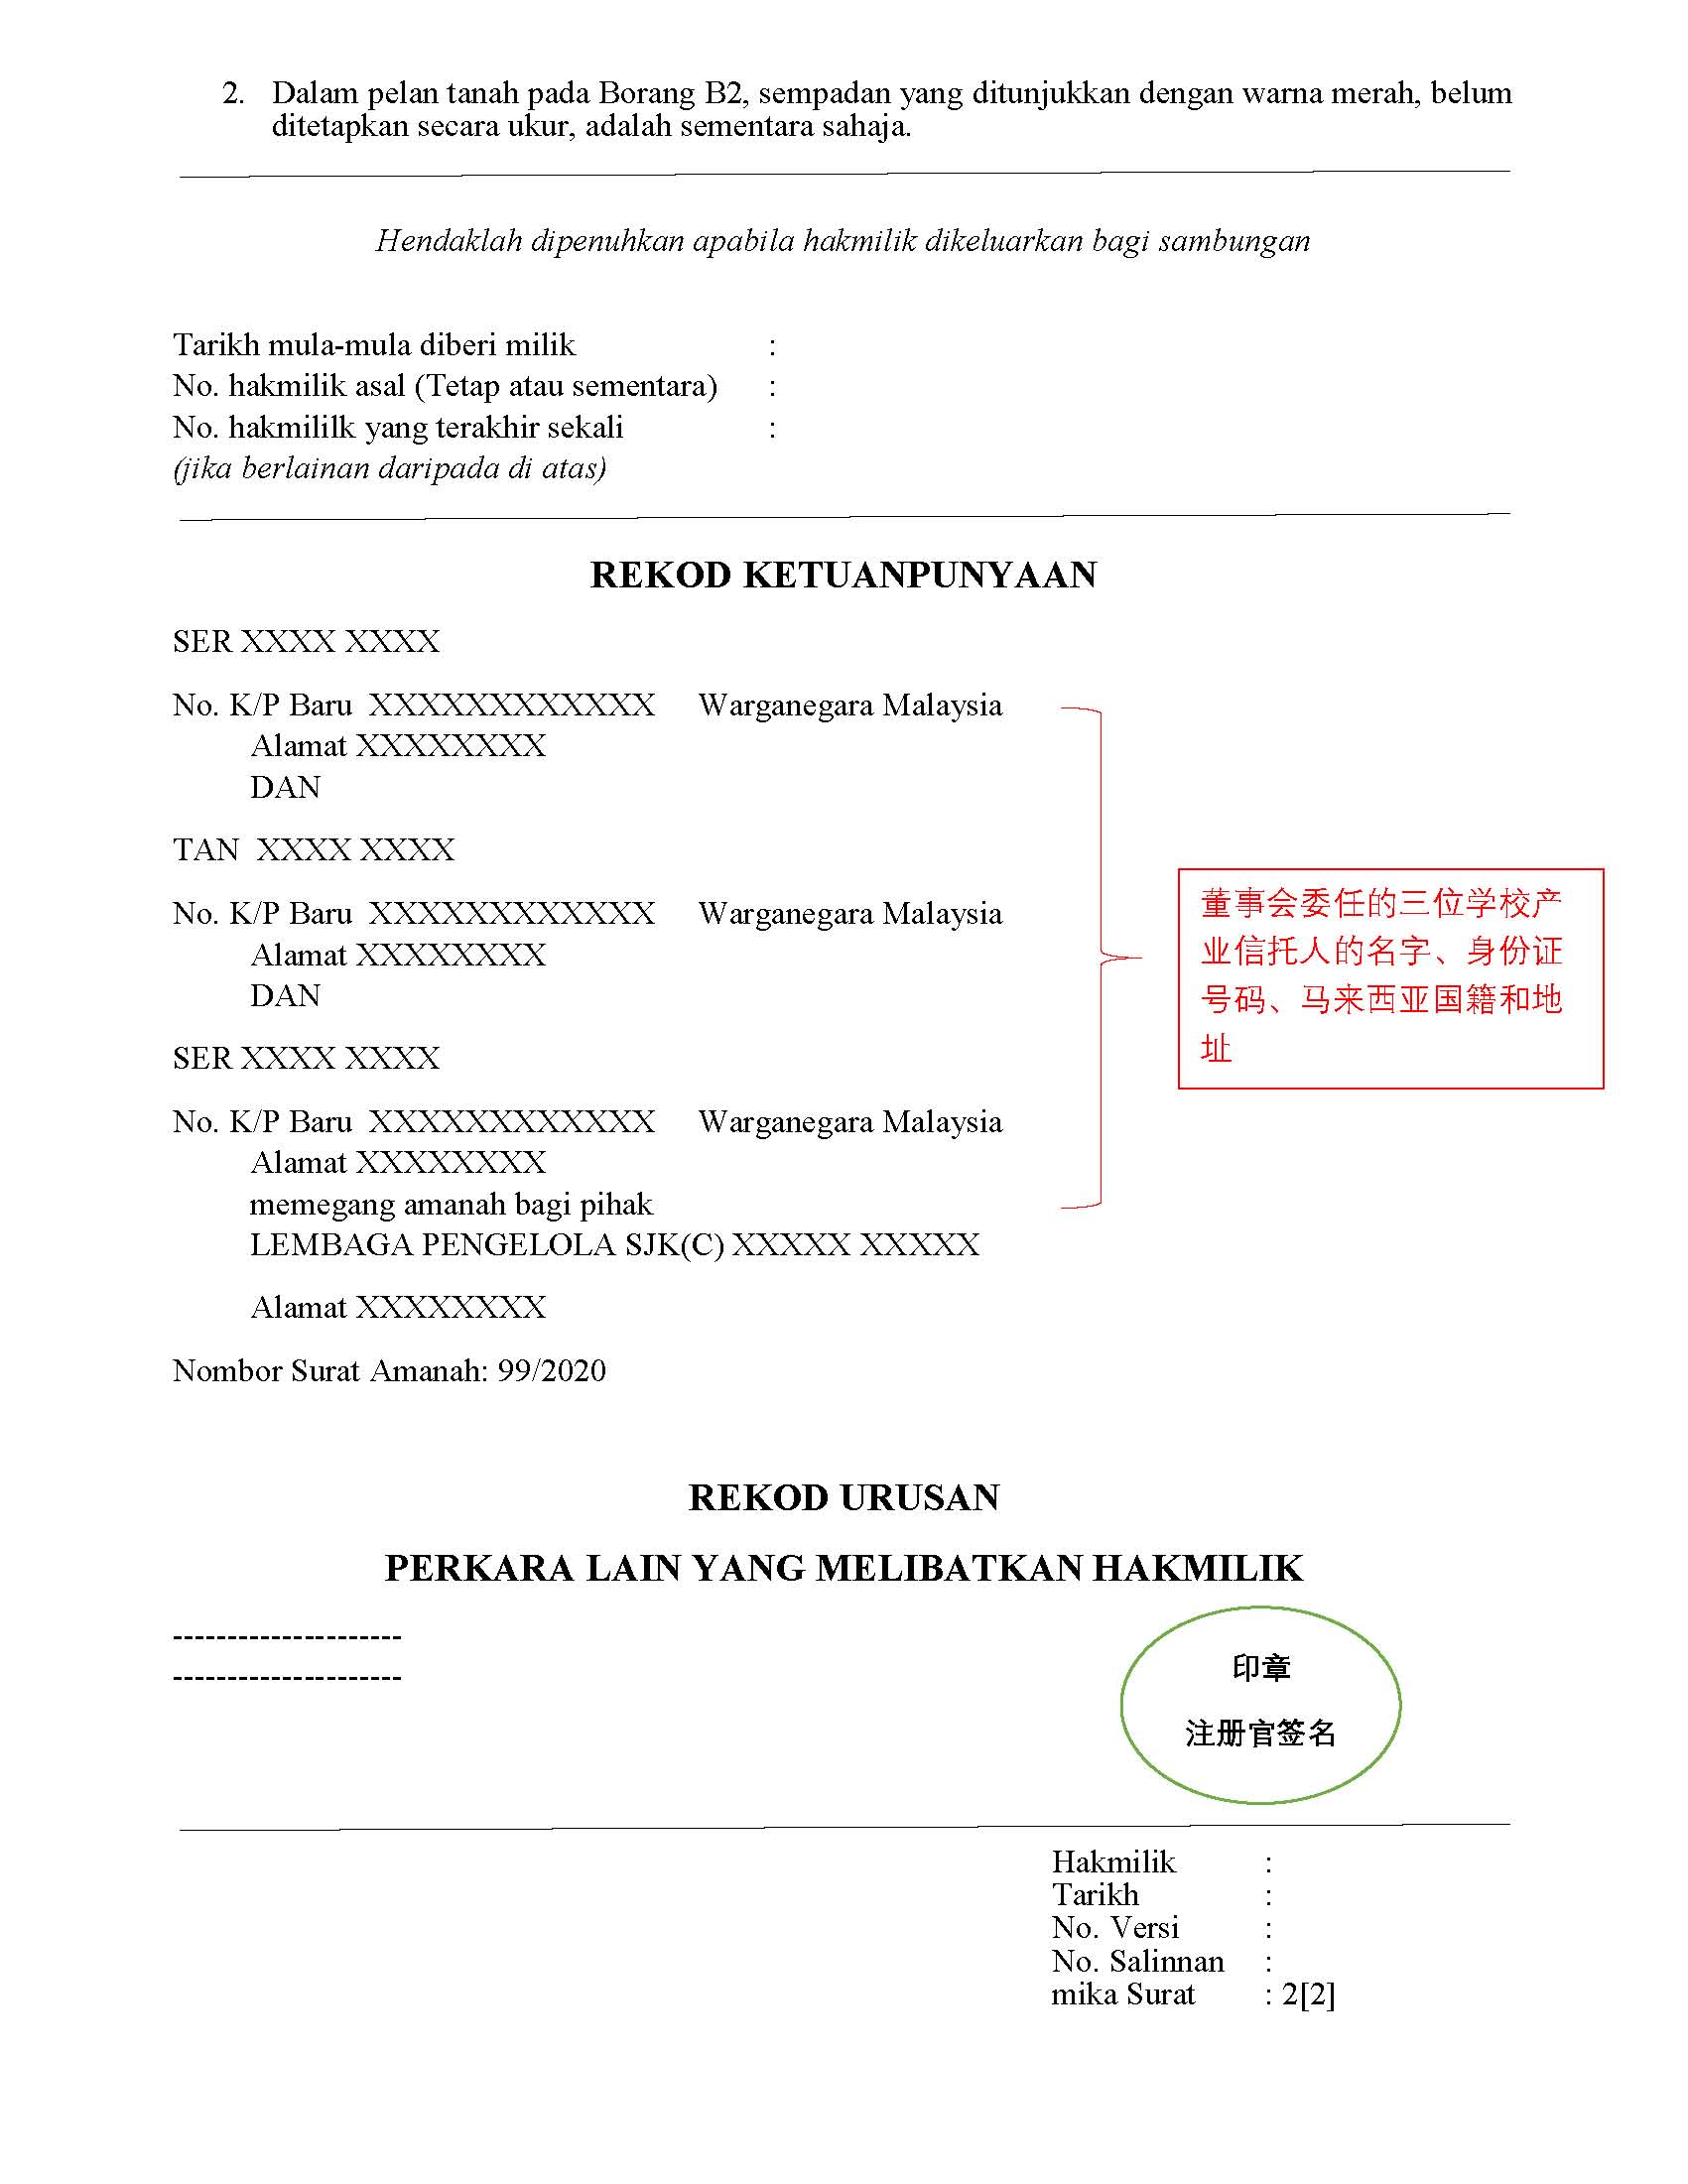 2. Dalam pelan tanah pada Borang B2, sempadan yang ditunjukkan dengan warna merah, belum
ditetapkan secara ukur, adalah sementara sahaja.
Hendaklah dipenuhkan apabila hakmilik dikeluarkan bagi sambungan
Tarikh mula-mula diberi milik :
No. hakmilik asal (Tetap atau sementara) :
No. hakmililk yang terakhir sekali :
(jika berlainan daripada di atas)
REKOD KETUANPUNYAAN
SER XXXX XXXX
No. K/P Baru XXXXXXXXXXXX Warganegara Malaysia
Alamat XXXXXXXX
DAN
TAN XXXX XXXX
No. K/P Baru XXXXXXXXXXXX Warganegara Malaysia
Alamat XXXXXXXX
DAN
SER XXXX XXXX
No. K/P Baru XXXXXXXXXXXX Warganegara Malaysia
Alamat XXXXXXXX
memegang amanah bagi pihak
LEMBAGA PENGELOLA SJK(C) XXXXX XXXXX
Alamat XXXXXXXX
Nombor Surat Amanah: 99/2020
董事会委任的三位学校产
业信托人的名字、身份证
号码、马来西亚国籍和地
址
REKOD URUSAN
PERKARA LAIN YANG MELIBATKAN HAKMILIK
---------------------
---------------------
印章
注册官签名
Hakmilik :
Tarikh :
No. Versi :
No. Salinnan :
mika Surat : 2[2]